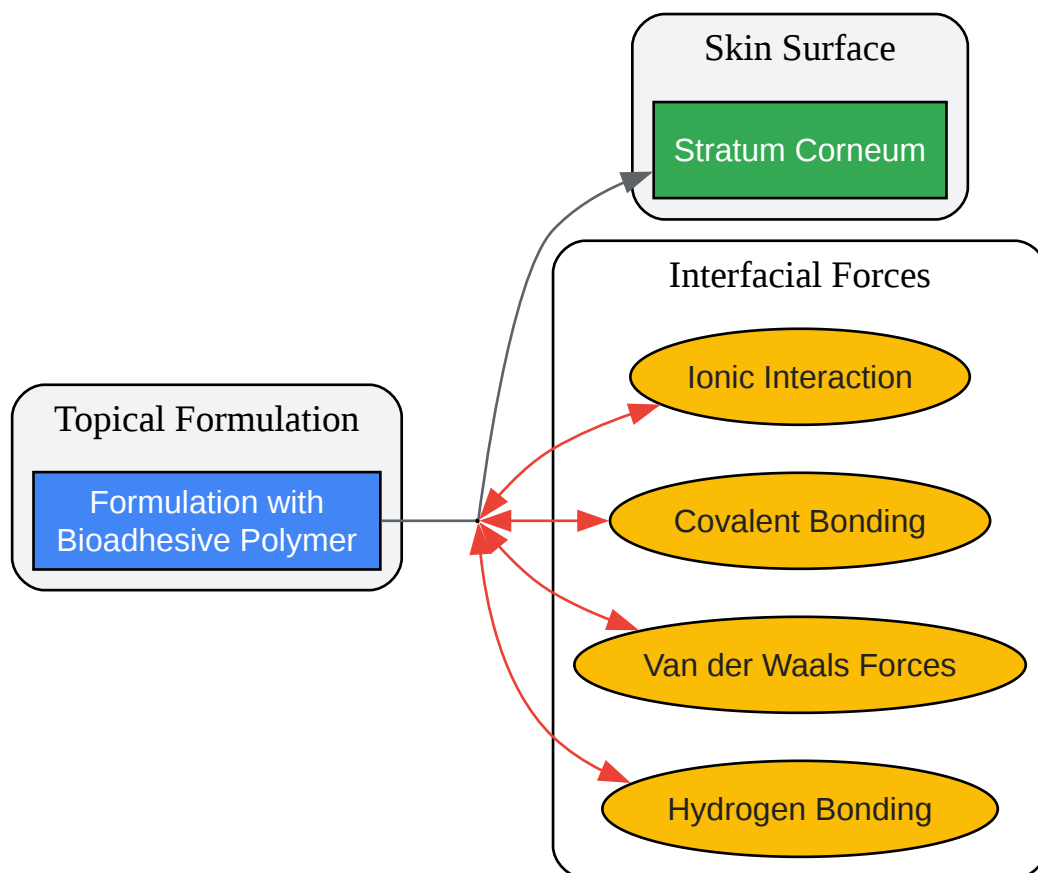 Skin Surface
Stratum Corneum
Interfacial Forces
Ionic Interaction
Topical Formulation
Formulation with
Bioadhesive Polymer
Covalent Bonding
Van der Waals Forces
Hydrogen Bonding